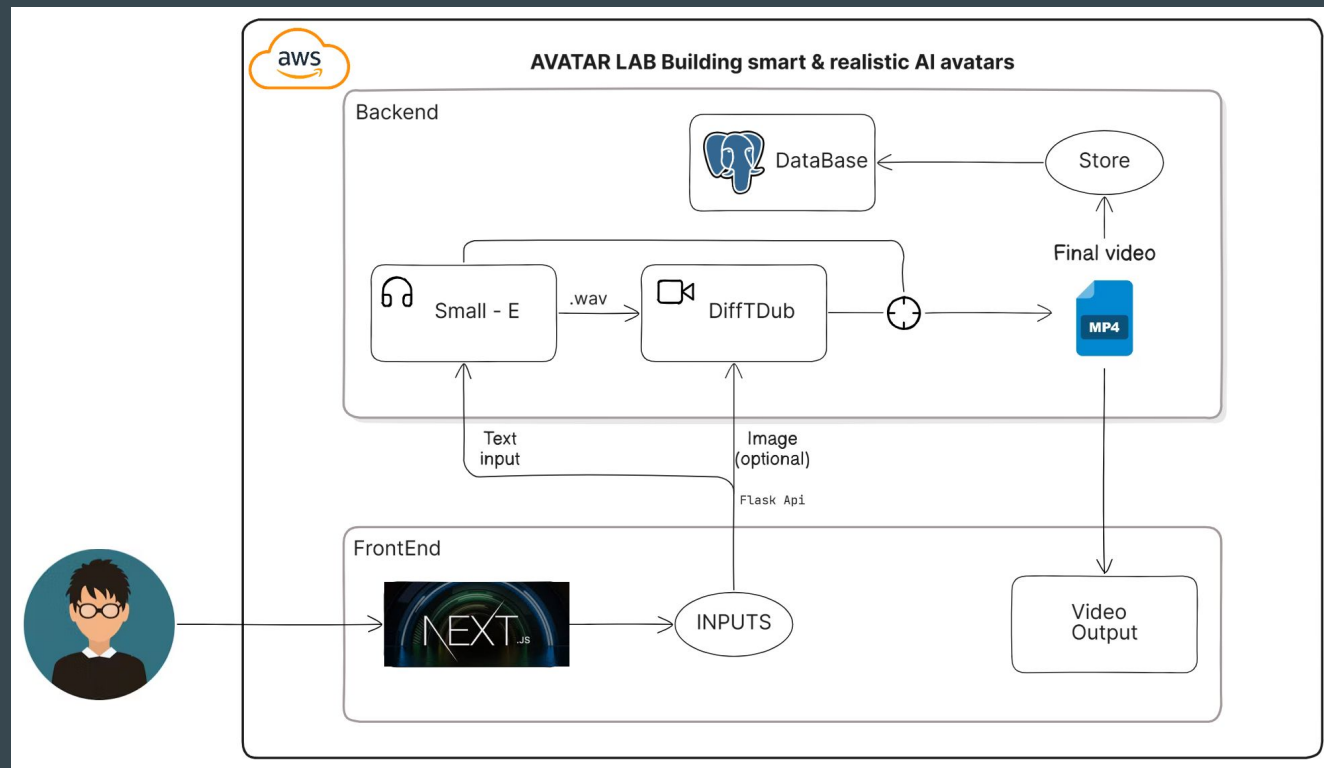 aws
AVATAR LAB Building smart & realistic AI avatars
Backend
DataBase
Store
Final video
Small - E
.wav
DiffTDub
MP4
Text
input
Image
(optional)
Flask Api
FrontEnd
NEXT.JS
INPUTS
Video
Output